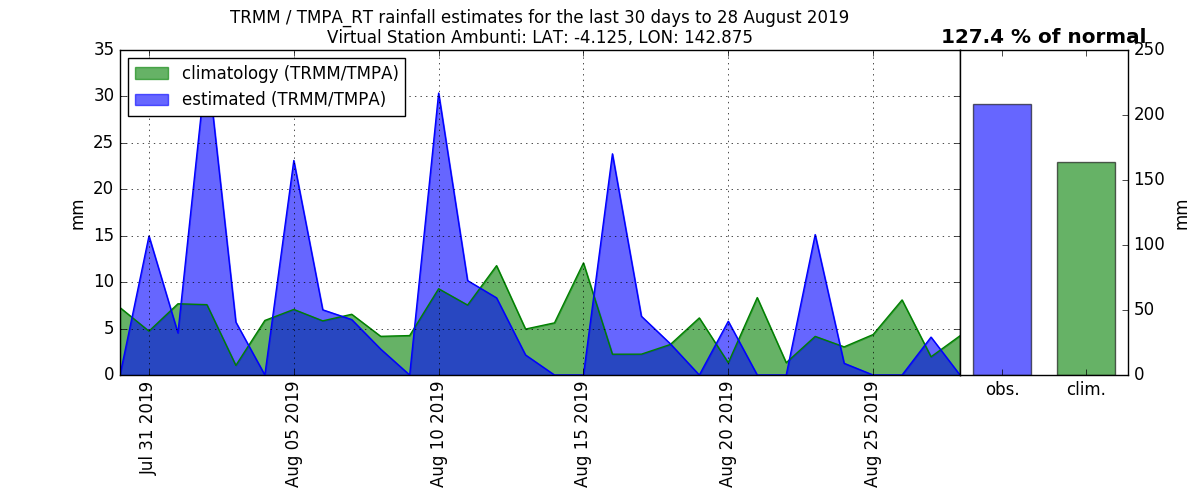 TRMM / TMPA_RT rainfall estimates for the last 30 days to 28 August 2019
Virtual Station Ambunti: LAT: -4.125, LON: 142.875
127.4 % of normal
climatology (TRMM/TMPA)
estimated (TRMM/TMPA)
35
30
25
20
15
10
5
0
mm
250
200
150
100
50
0
mm
Jul 31 2019
Aug 05 2019
Aug 10 2019
Aug 15 2019
Aug 20 2019
Aug 25 2019
obs.
clim.